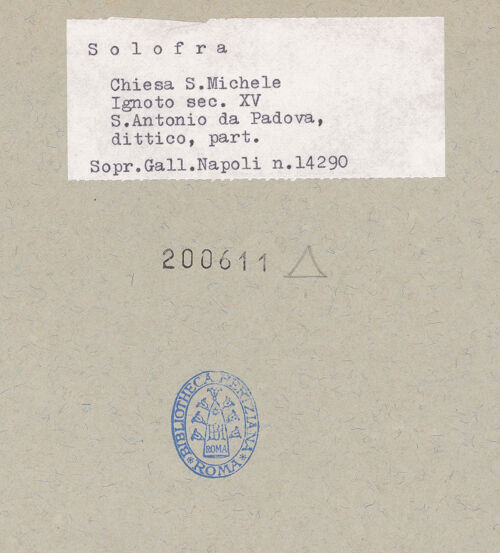 Solofra
Chiesa S.Michele
Ignoto sec. XV
S.Antonio da Padova,
dittico, part.
Sopr.Gall.Napoli n.14290
200611
*BIBLIOTHECA HERTZIANA*
ROMA
ROMA